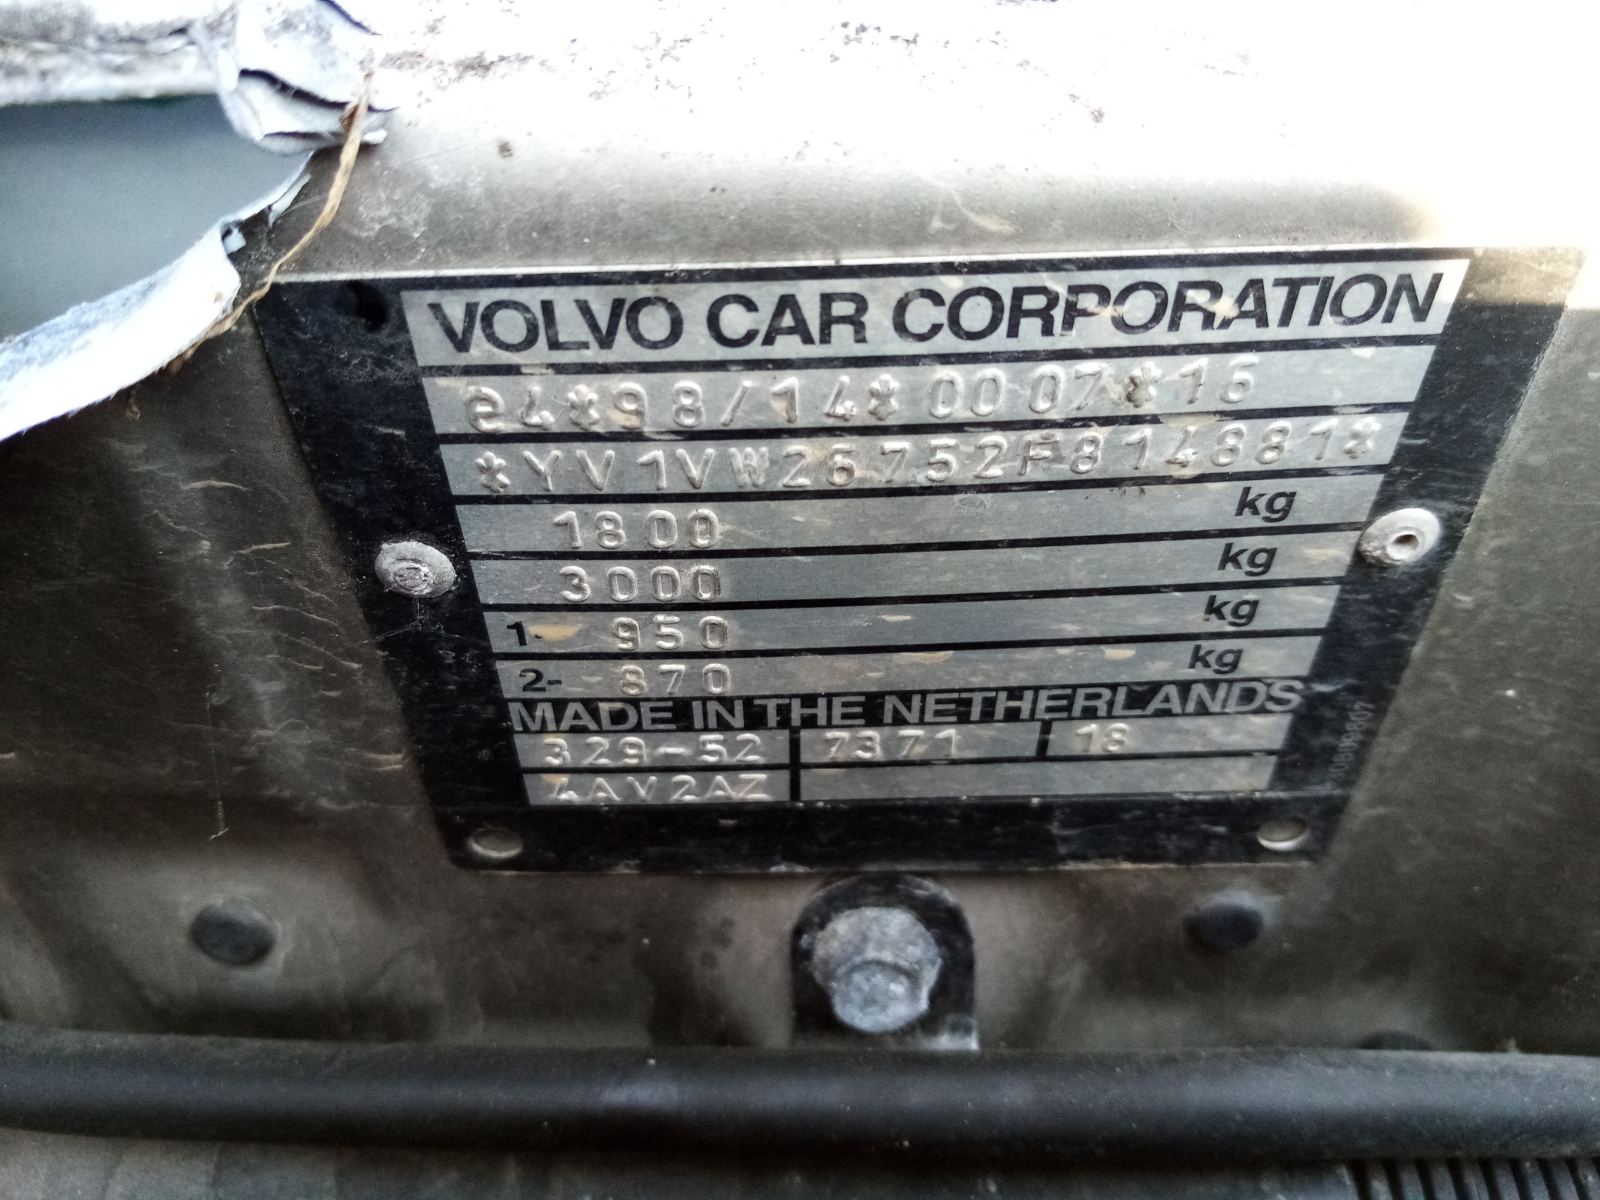 VOLVO CAR CORPORATION
e4*98/14*0007*16
*YV1VW26752F814881*
1800 kg
3000 kg
1- 950 kg
2- 870 kg
MADE IN THE NETHERLANDS
329-52 7371 18
4AV2AZ